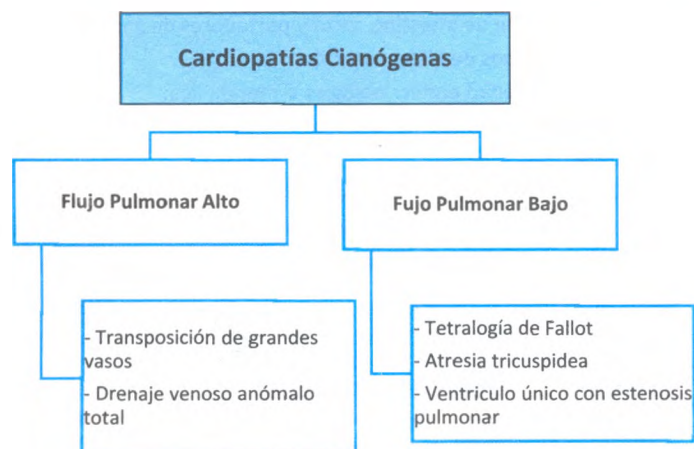 Cardiopatías Cianógenas
Flujo Pulmonar Alto
Fujo Pulmonar Bajo
- Transposición de grandes
vasos
- Drenaje venoso anómalo
total
- Tetralogía de Fallot
- Atresia tricuspidea
- Ventriculo único con estenosis
pulmonar